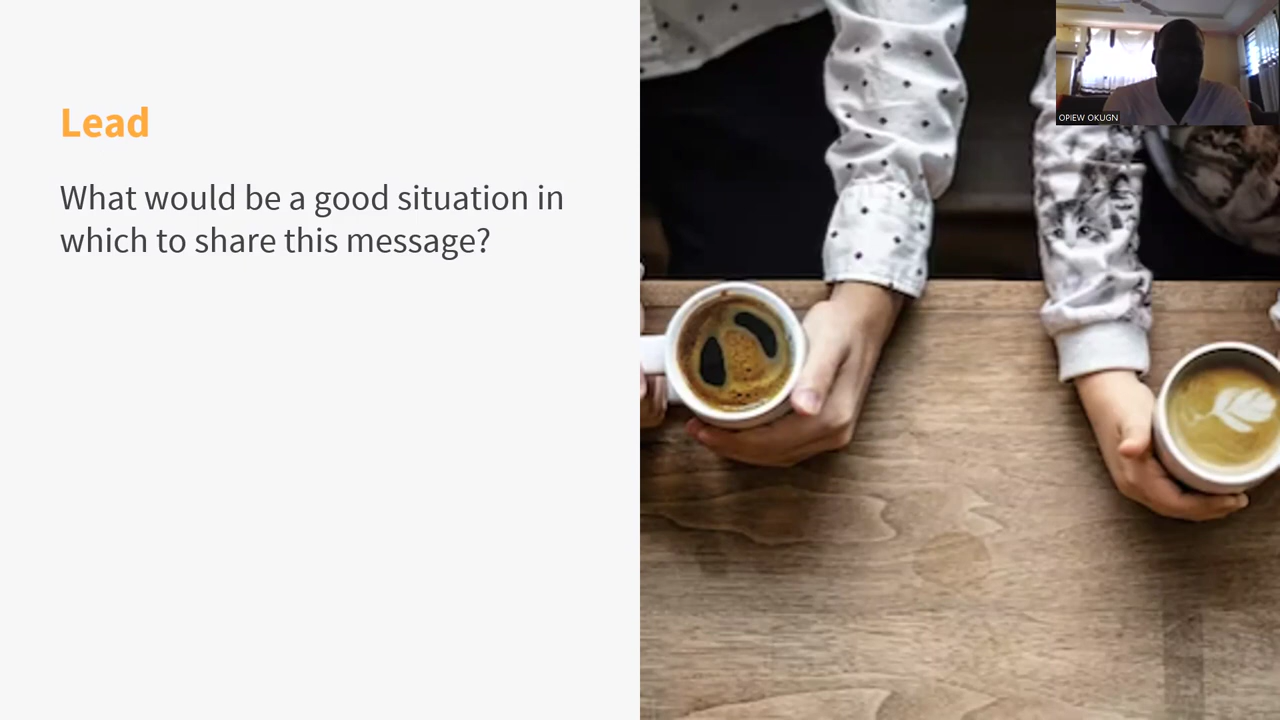 Lead
What would be a good situation in
which to share this message?
OPIEW OKUGN